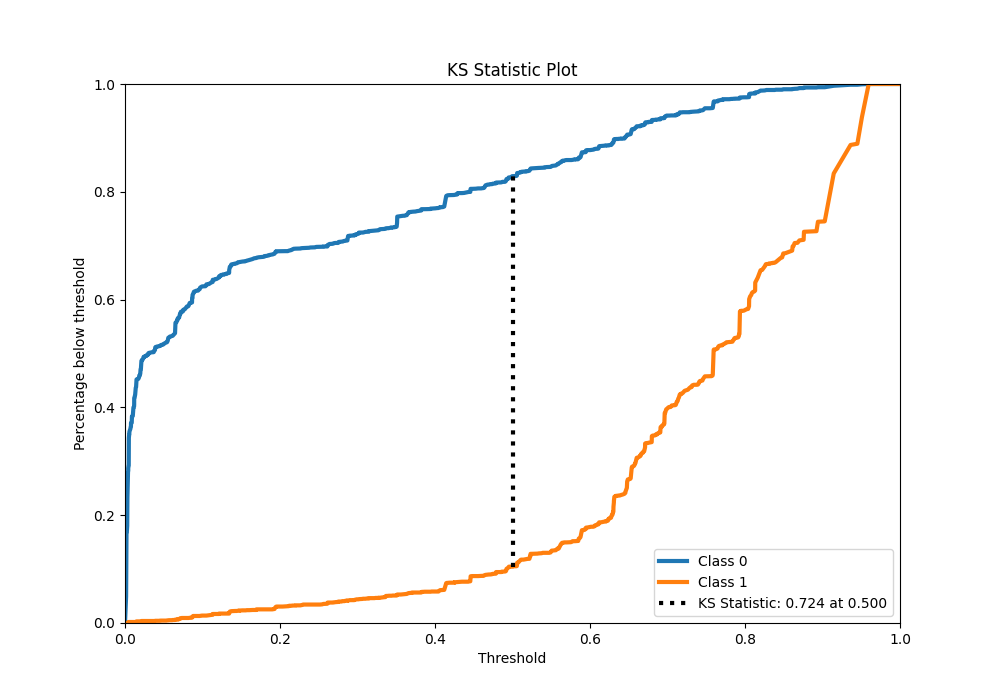 KS Statistic Plot
1.0
0.8
0.6
0.4
0.2
0.0
Percentage below threshold
0.0 0.2 0.4 0.6 0.8 1.0
Threshold
Class 0
Class 1
KS Statistic: 0.724 at 0.500